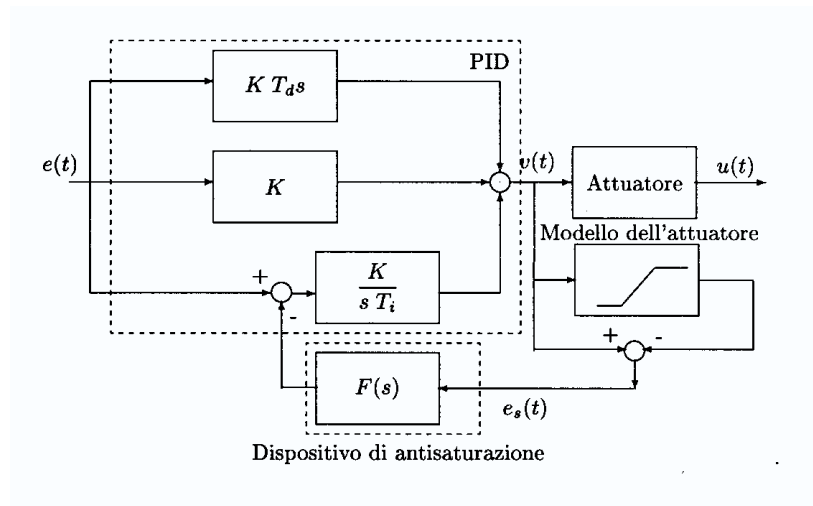 PID
K T_d s
e(t)
K
v(t)
Attuatore
u(t)
Modello dell'attuatore
+
K
s T_i
-
+
-
F(s)
e_s(t)
Dispositivo di antisaturazione